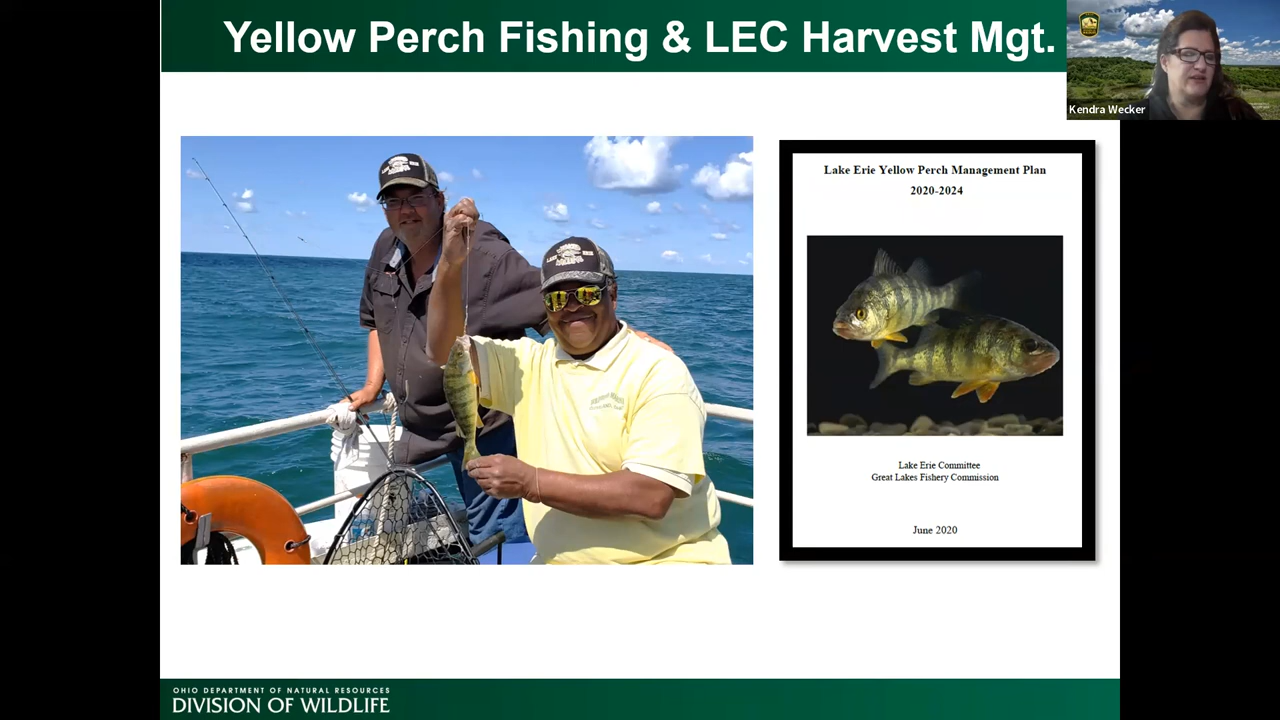 Yellow Perch Fishing & LEC Harvest Mgt.
Kendra Wecker
Lake Erie Yellow Perch Management Plan
2020-2024
Lake Erie Committee
Great Lakes Fishery Commission
June 2020
OHIO DEPARTMENT OF NATURAL RESOURCES
DIVISION OF WILDLIFE